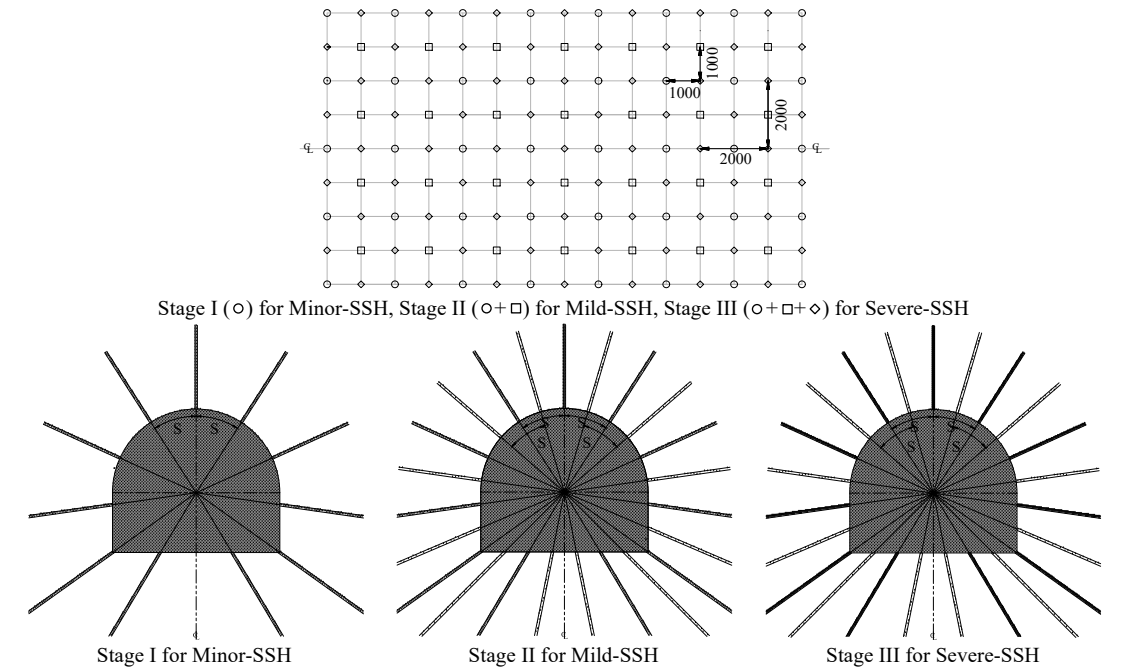 1000
1000
2000
℄ ℄
2000
Stage I (○) for Minor-SSH, Stage II (○+□) for Mild-SSH, Stage III (○+□+◇) for Severe-SSH
S S
S S
S S
S S
S S
℄ ℄ ℄
Stage I for Minor-SSH
Stage II for Mild-SSH
Stage III for Severe-SSH